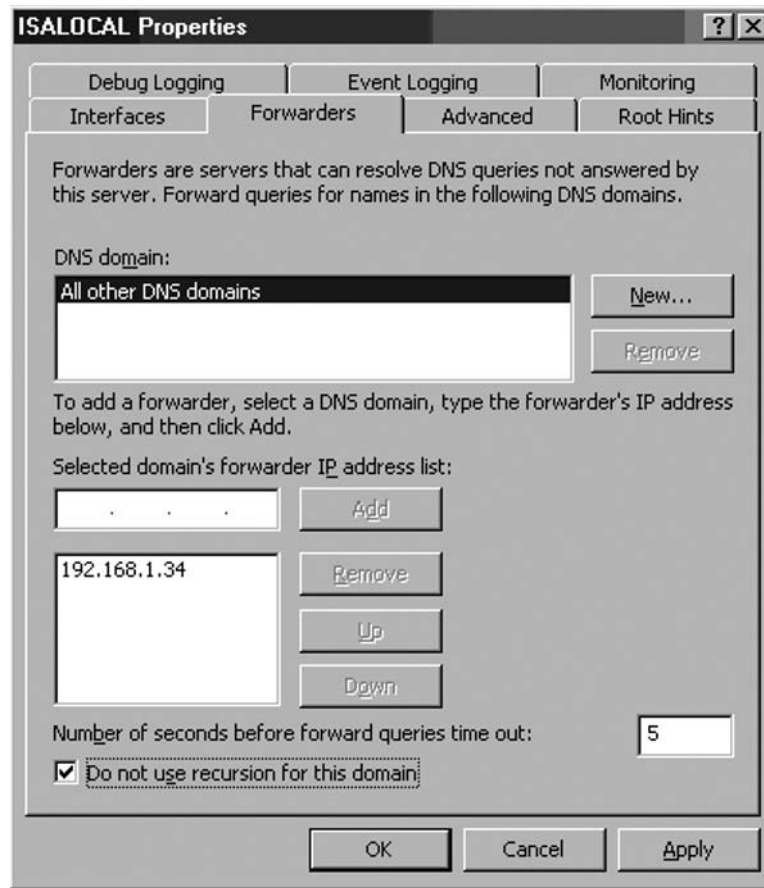 ISALOCAL Properties
? X
Debug Logging Event Logging Monitoring
Interfaces Forwarders Advanced Root Hints
Forwarders are servers that can resolve DNS queries not answered by
this server. Forward queries for names in the following DNS domains.
DNS domain:
All other DNS domains
New...
Remove
To add a forwarder, select a DNS domain, type the forwarder's IP address
below, and then click Add.
Selected domain's forwarder IP address list:
. . . Add
192.168.1.34
Remove
Up
Down
Number of seconds before forward queries time out: 5
Do not use recursion for this domain
OK Cancel Apply